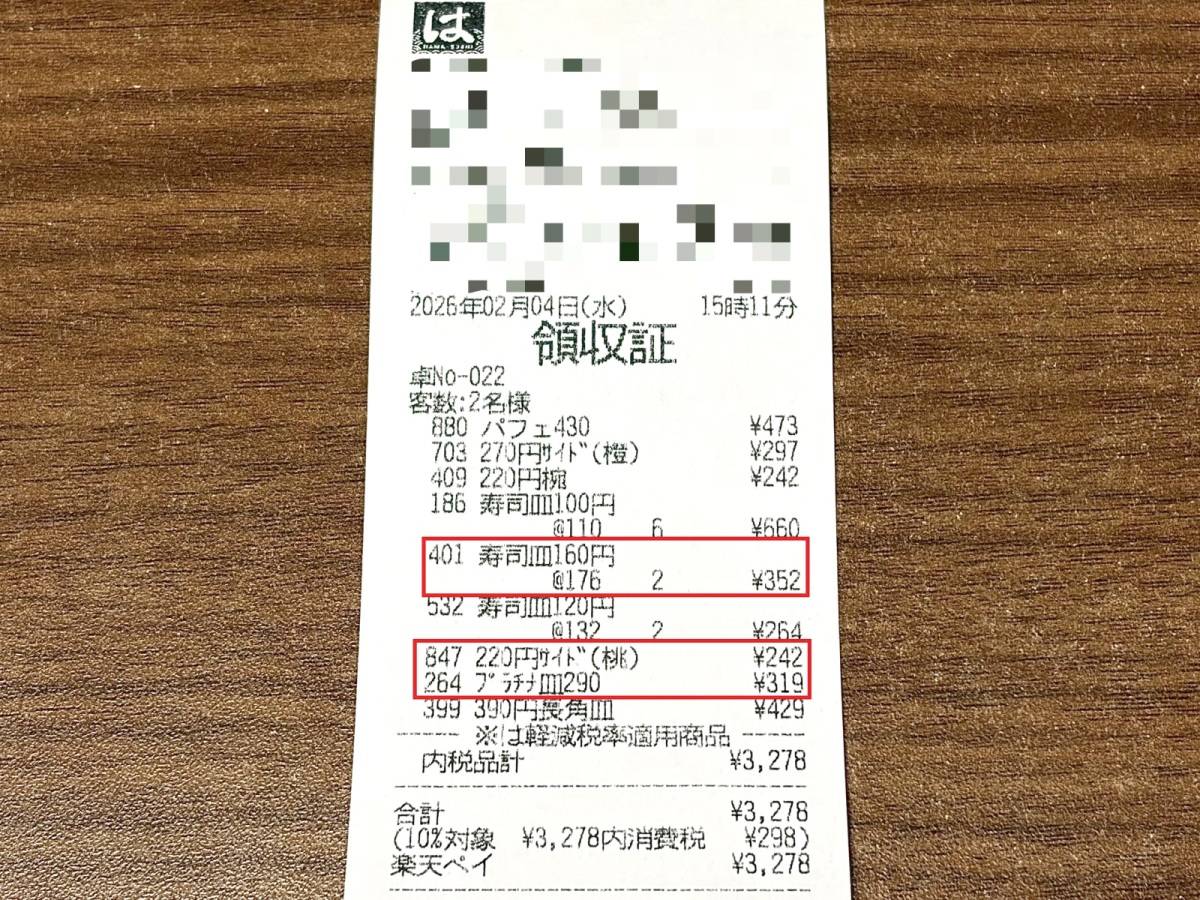 は
HAMA-SUSHI
2026年02月04日(水) 15時11分
領収証
卓No-022
客数:2名様
880 パフェ430 ¥473
703 270円ｻｲﾄﾞ(橙) ¥297
409 220円椀 ¥242
186 寿司皿100円
@110 6 ¥660
401 寿司皿160円
@176 2 ¥352
532 寿司皿120円
@132 2 ¥264
847 220円ｻｲﾄﾞ(桃) ¥242
264 ﾌﾟﾗﾁﾅ皿290 ¥319
399 390円長角皿 ¥429
----- ※は軽減税率適用商品 -----
内税品計 ¥3,278
合計 ¥3,278
(10%対象 ¥3,278内消費税 ¥298)
楽天ペイ ¥3,278